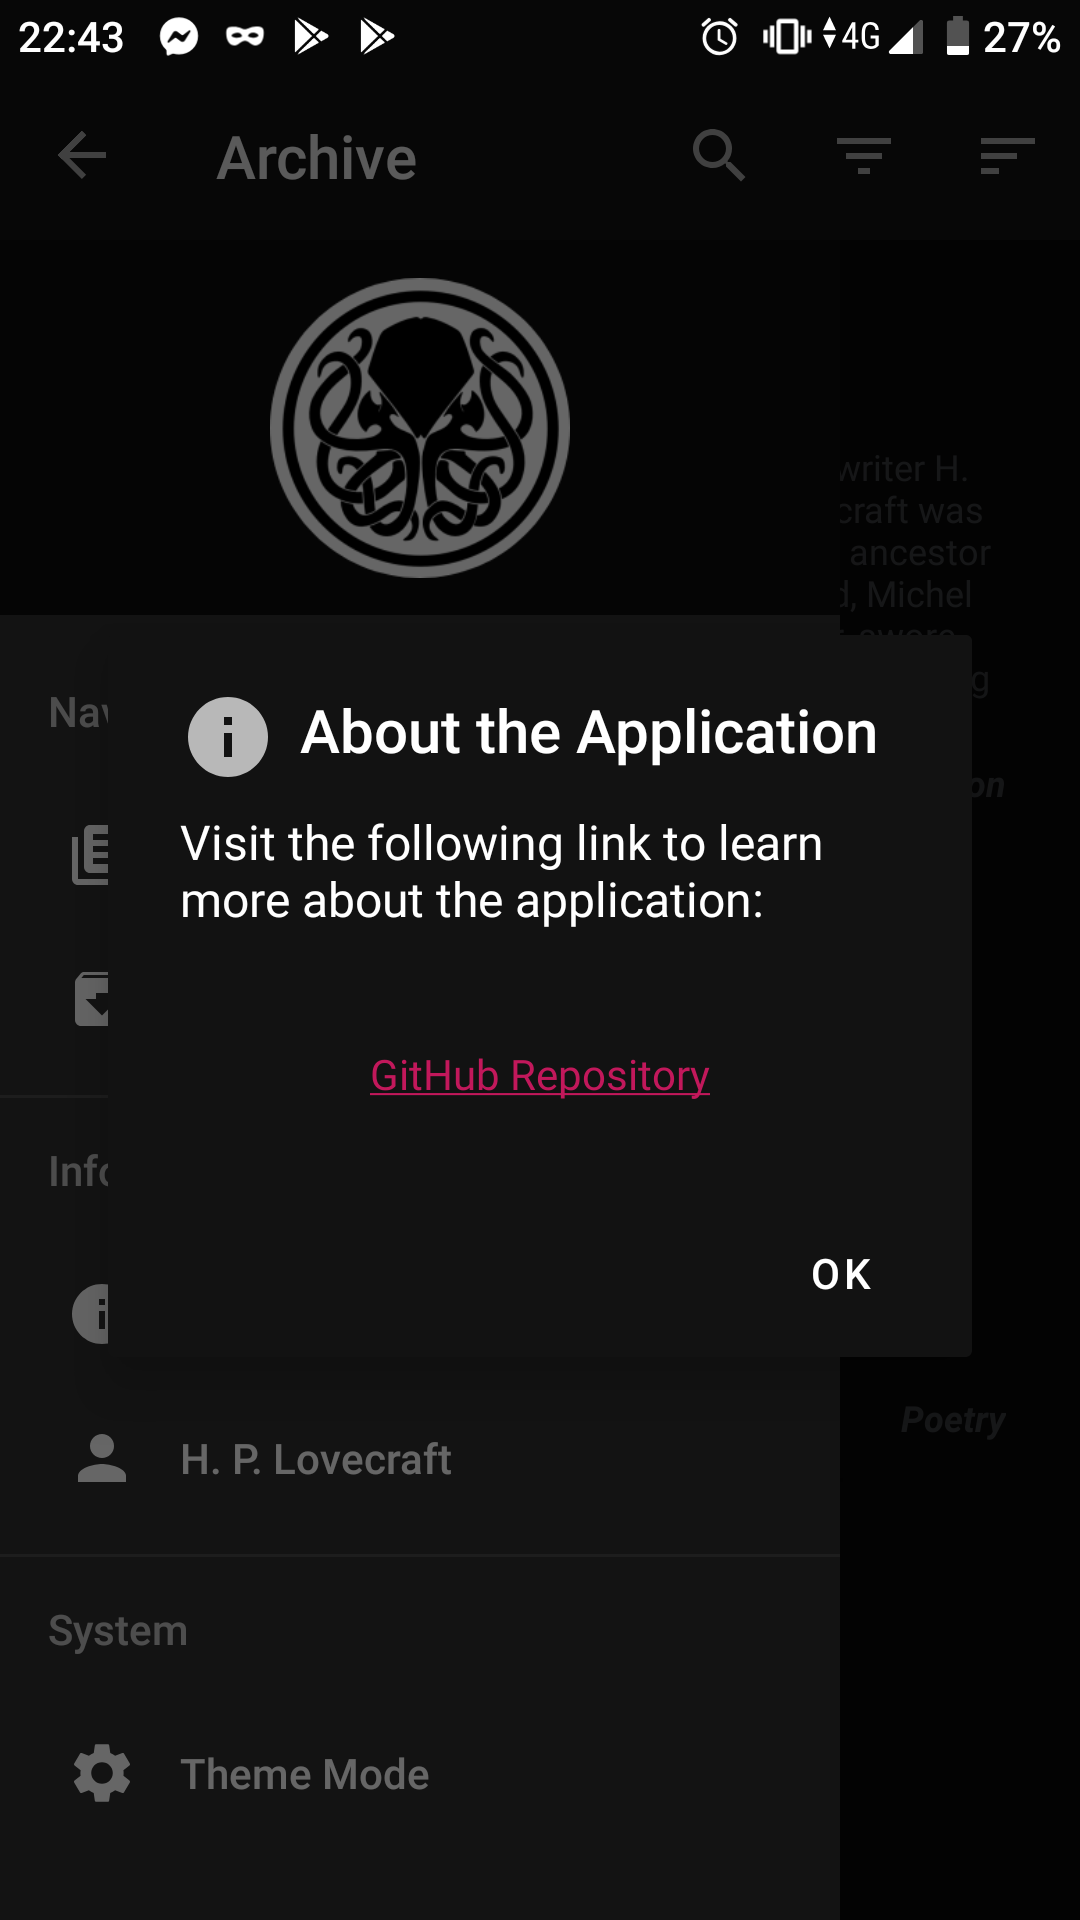 22:43
4G
27%
Archive
writer H.
craft was
ancestor
Michel
About the Application
Visit the following link to learn
more about the application:
GitHub Repository
OK
Poetry
H. P. Lovecraft
System
Theme Mode